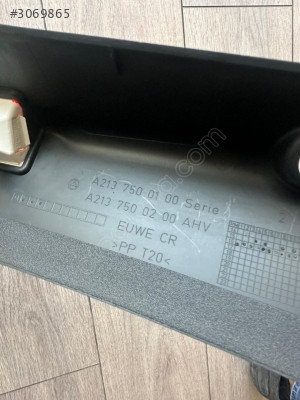 #3069865
A213 750 01 00 Serie
A213 750 02 00 AHV
EUWE CR
>PP T20<